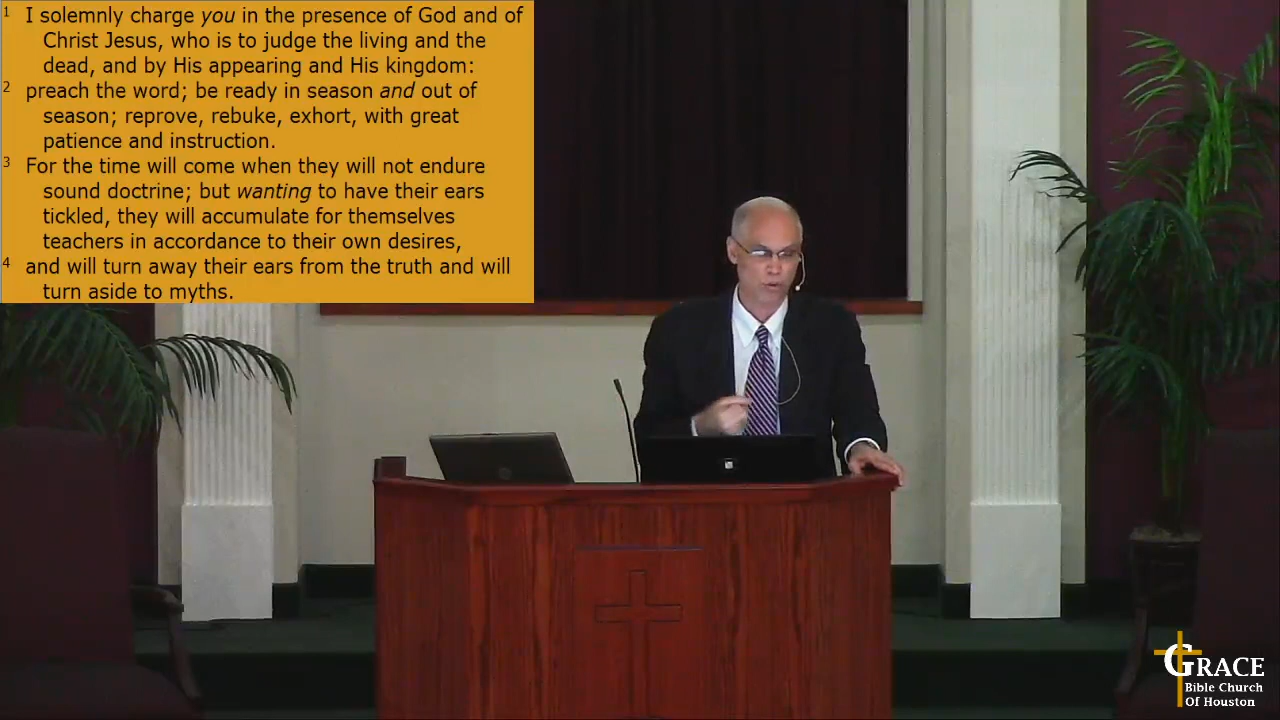 1 I solemnly charge you in the presence of God and of
Christ Jesus, who is to judge the living and the
dead, and by His appearing and His kingdom:
2 preach the word; be ready in season and out of
season; reprove, rebuke, exhort, with great
patience and instruction.
3 For the time will come when they will not endure
sound doctrine; but wanting to have their ears
tickled, they will accumulate for themselves
teachers in accordance to their own desires,
4 and will turn away their ears from the truth and will
turn aside to myths.
GRACE
Bible Church
Of Houston